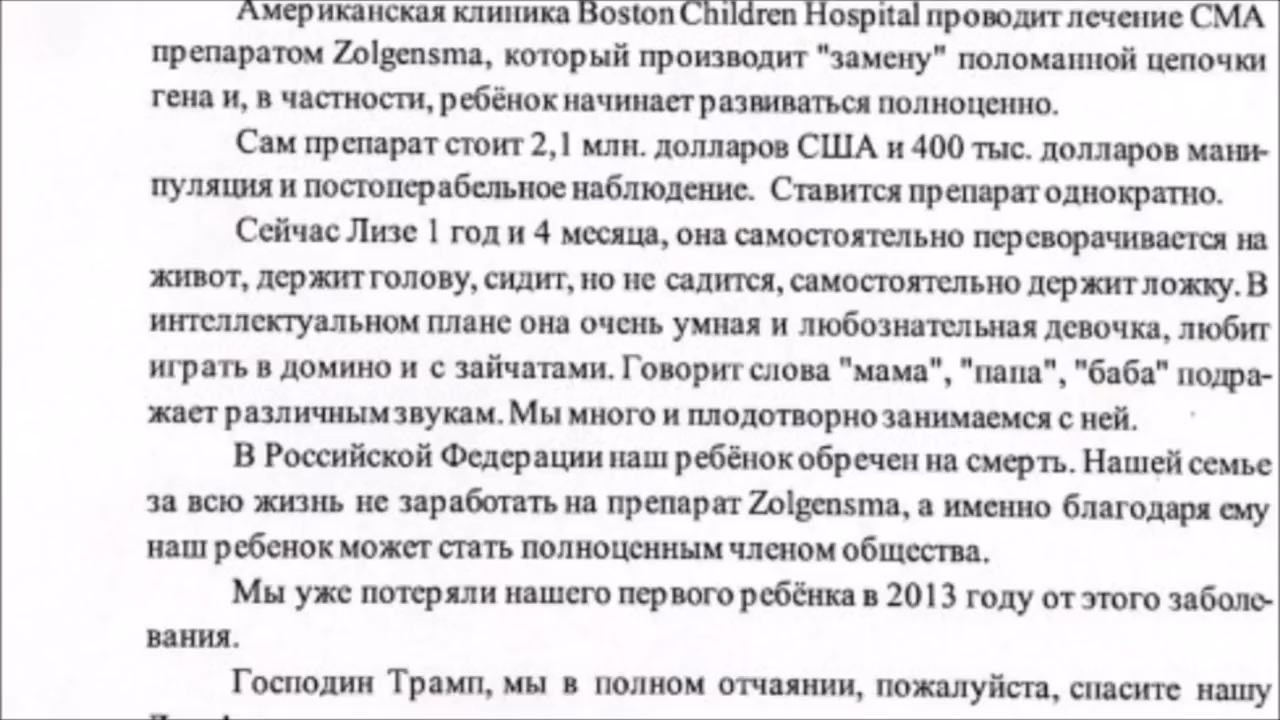 Американская клиника Boston Children Hospital проводит лечение СМА
препаратом Zolgensma, который производит "замену" поломанной цепочки
гена и, в частности, ребёнок начинает развиваться полноценно.
Сам препарат стоит 2,1 млн. долларов США и 400 тыс. долларов мани-
пуляция и постоперабельное наблюдение. Ставится препарат однократно.
Сейчас Лизе 1 год и 4 месяца, она самостоятельно переворачивается на
живот, держит голову, сидит, но не садится, самостоятельно держит ложку. В
интеллектуальном плане она очень умная и любознательная девочка, любит
играть в домино и с зайчатами. Говорит слова "мама", "папа", "баба" подра-
жает различным звукам. Мы много и плодотворно занимаемся с ней.
В Российской Федерации наш ребёнок обречен на смерть. Нашей семье
за всю жизнь не заработать на препарат Zolgensma, а именно благодаря ему
наш ребенок может стать полноценным членом общества.
Мы уже потеряли нашего первого ребёнка в 2013 году от этого заболе-
вания.
Господин Трамп, мы в полном отчаянии, пожалуйста, спасите нашу